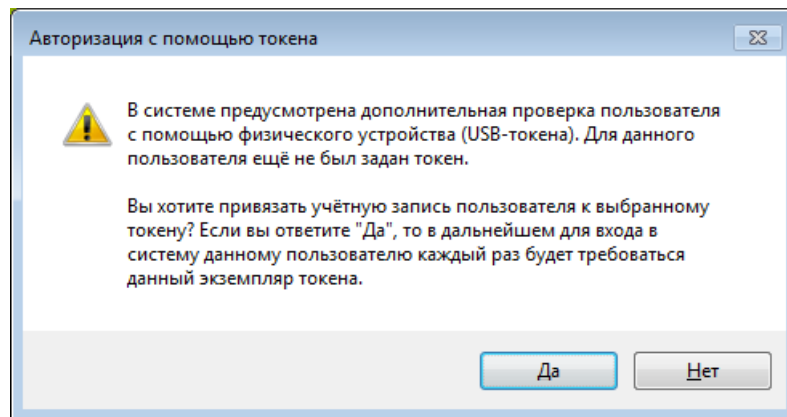 Авторизация с помощью токена
В системе предусмотрена дополнительная проверка пользователя
с помощью физического устройства (USB-токена). Для данного
пользователя ещё не был задан токен.
Вы хотите привязать учётную запись пользователя к выбранному
токену? Если вы ответите "Да", то в дальнейшем для входа в
систему данному пользователю каждый раз будет требоваться
данный экземпляр токена.
Да
Нет